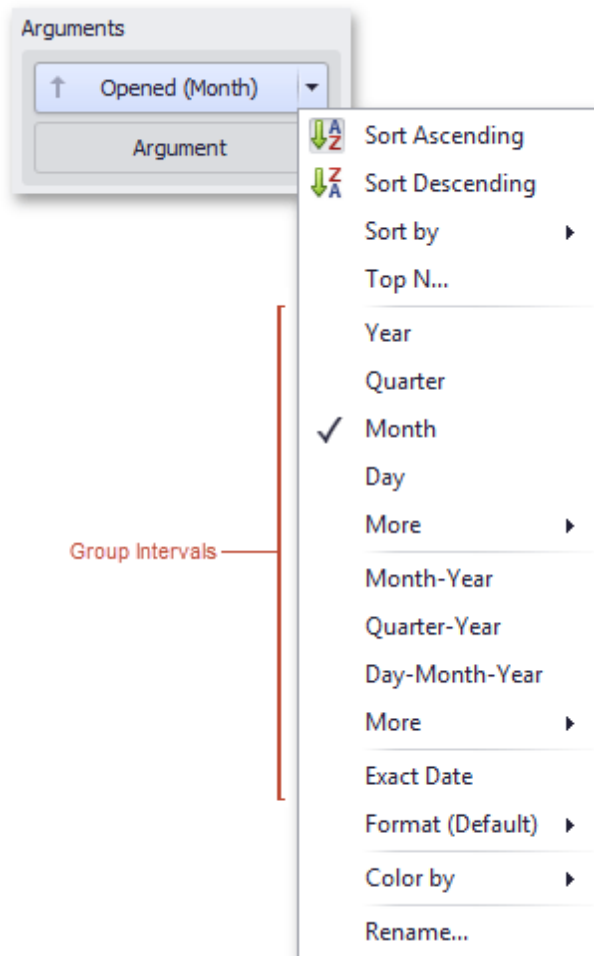 Arguments
Opened (Month)
Argument
Sort Ascending
Sort Descending
Sort by
Top N...
Year
Quarter
Month
Day
More
Group Intervals
Month-Year
Quarter-Year
Day-Month-Year
More
Exact Date
Format (Default)
Color by
Rename...